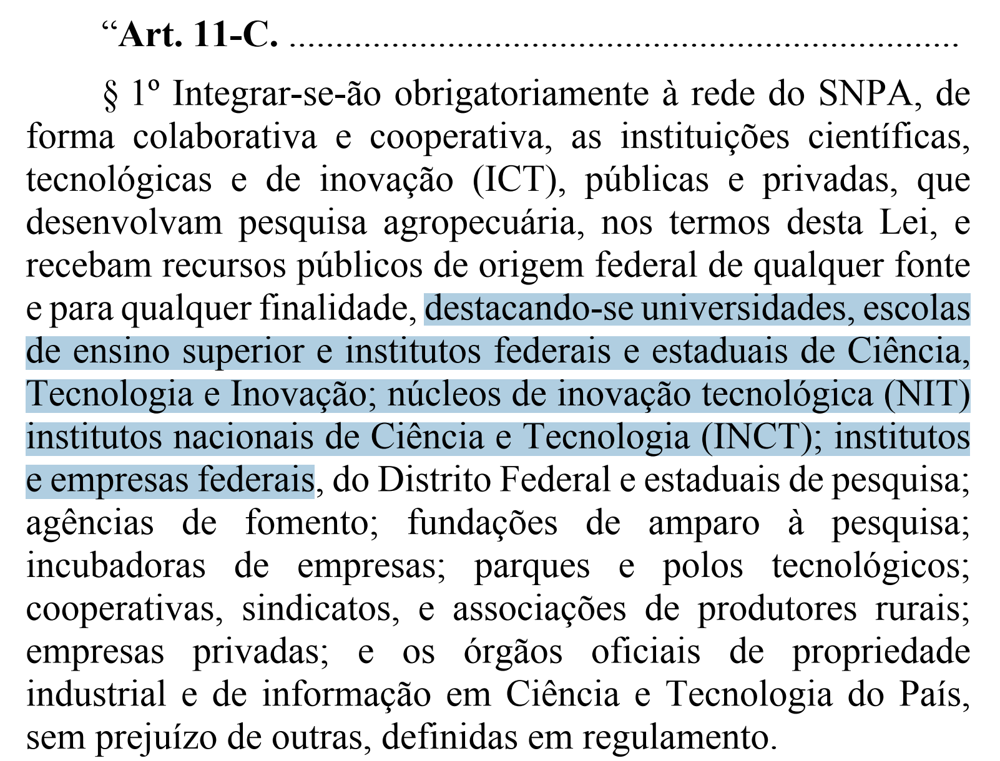 “Art. 11-C. ..........................................................................
§ 1º Integrar-se-ão obrigatoriamente à rede do SNPA, de
forma colaborativa e cooperativa, as instituições científicas,
tecnológicas e de inovação (ICT), públicas e privadas, que
desenvolvam pesquisa agropecuária, nos termos desta Lei, e
recebam recursos públicos de origem federal de qualquer fonte
e para qualquer finalidade, destacando-se universidades, escolas
de ensino superior e institutos federais e estaduais de Ciência,
Tecnologia e Inovação; núcleos de inovação tecnológica (NIT)
institutos nacionais de Ciência e Tecnologia (INCT); institutos
e empresas federais, do Distrito Federal e estaduais de pesquisa;
agências de fomento; fundações de amparo à pesquisa;
incubadoras de empresas; parques e polos tecnológicos;
cooperativas, sindicatos, e associações de produtores rurais;
empresas privadas; e os órgãos oficiais de propriedade
industrial e de informação em Ciência e Tecnologia do País,
sem prejuízo de outras, definidas em regulamento.